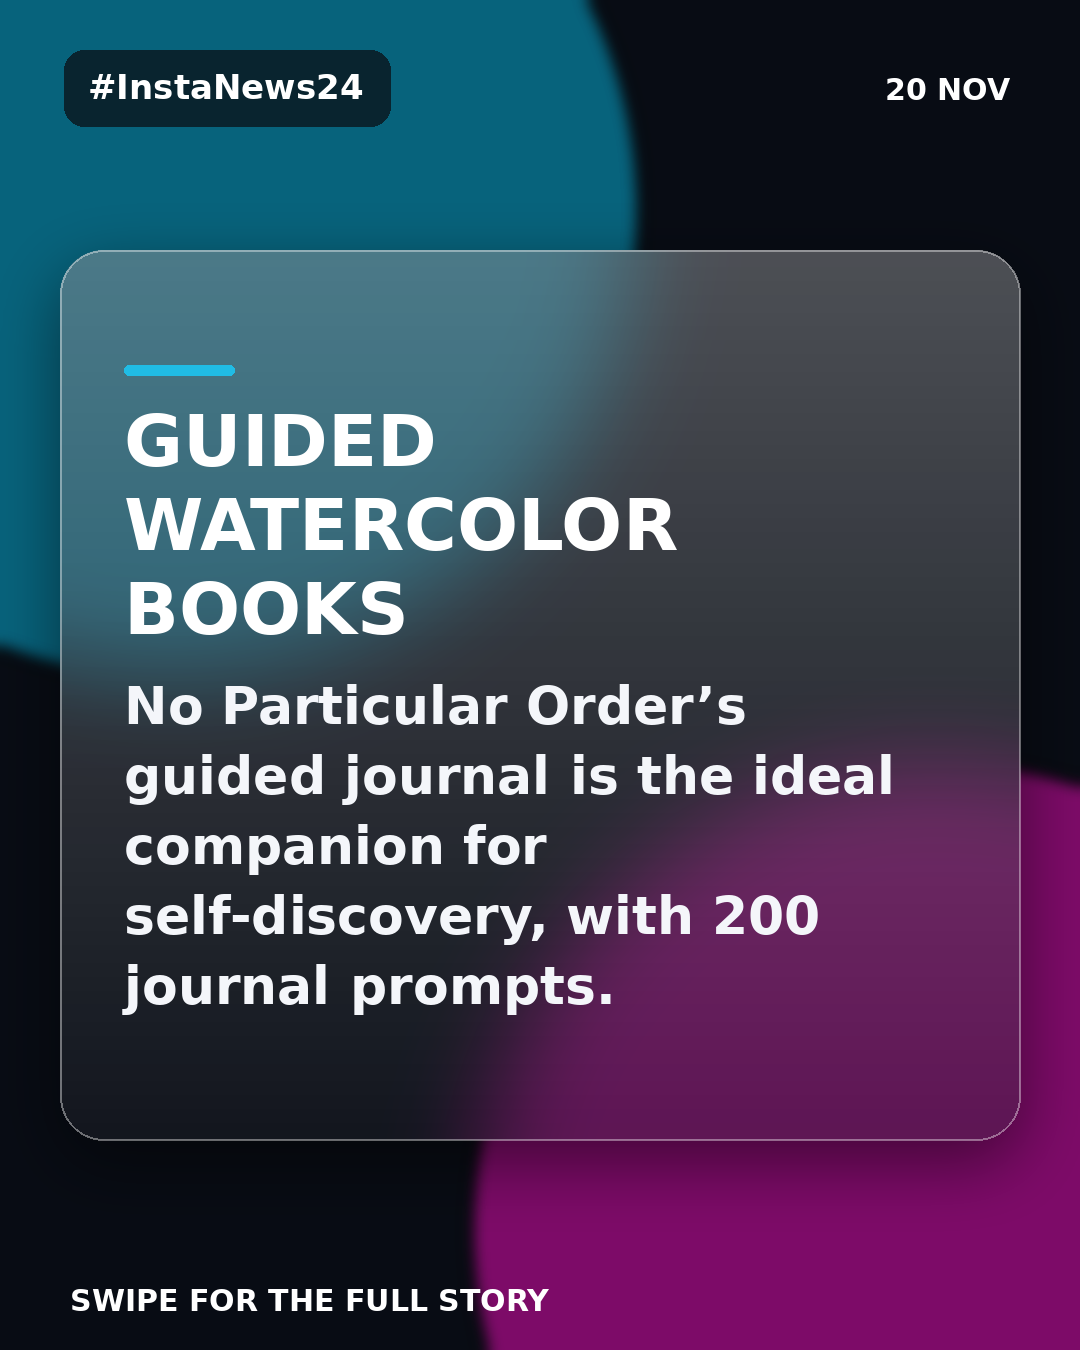 #InstaNews24
20 NOV
GUIDED
WATERCOLOR
BOOKS
No Particular Order’s
guided journal is the ideal
companion for
self-discovery, with 200
journal prompts.
SWIPE FOR THE FULL STORY